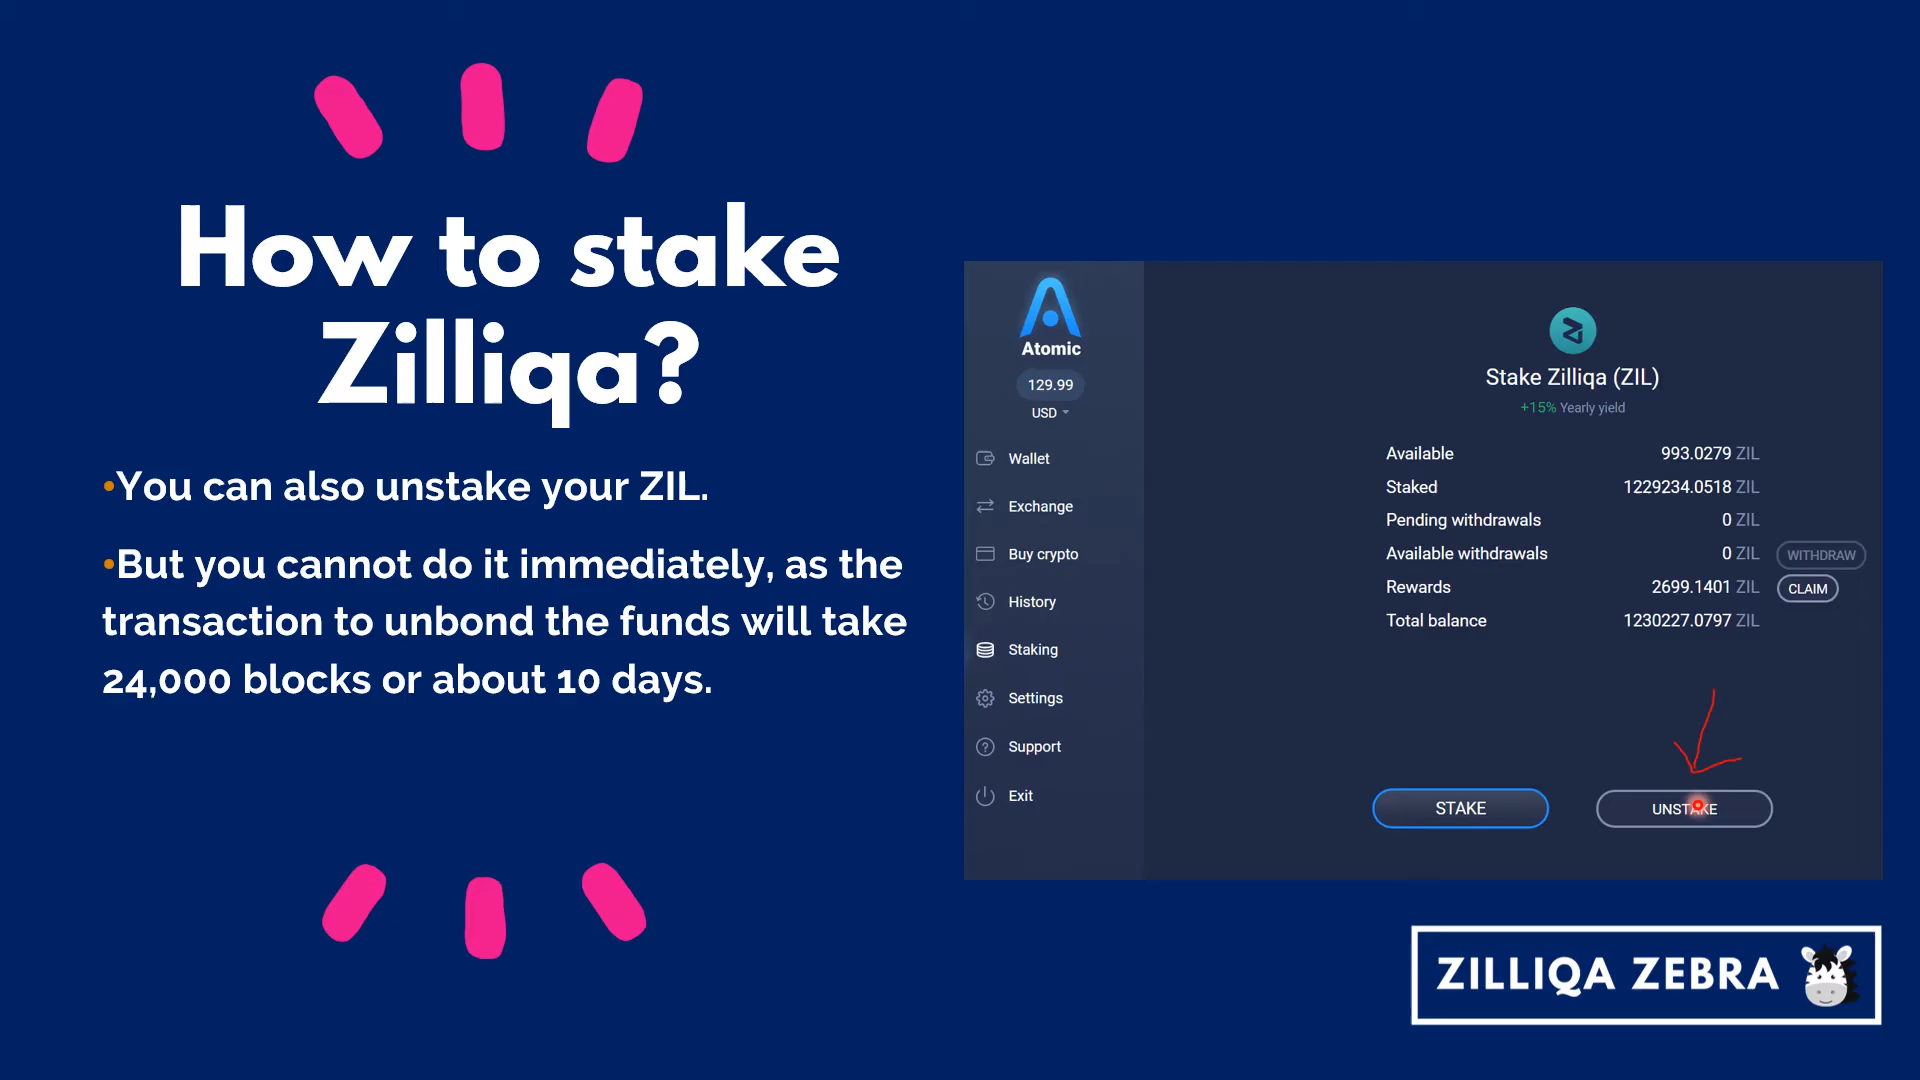 How to stake
Zilliqa?
•You can also unstake your ZIL.
•But you cannot do it immediately, as the
transaction to unbond the funds will take
24,000 blocks or about 10 days.
Atomic
129.99
USD
Wallet
Exchange
Buy crypto
History
Staking
Settings
Support
Exit
Stake Zilliqa (ZIL)
+15% Yearly yield
Available 993.0279 ZIL
Staked 1229234.0518 ZIL
Pending withdrawals 0 ZIL
Available withdrawals 0 ZIL WITHDRAW
Rewards 2699.1401 ZIL CLAIM
Total balance 1230227.0797 ZIL
STAKE UNSTAKE
ZILLIQA ZEBRA